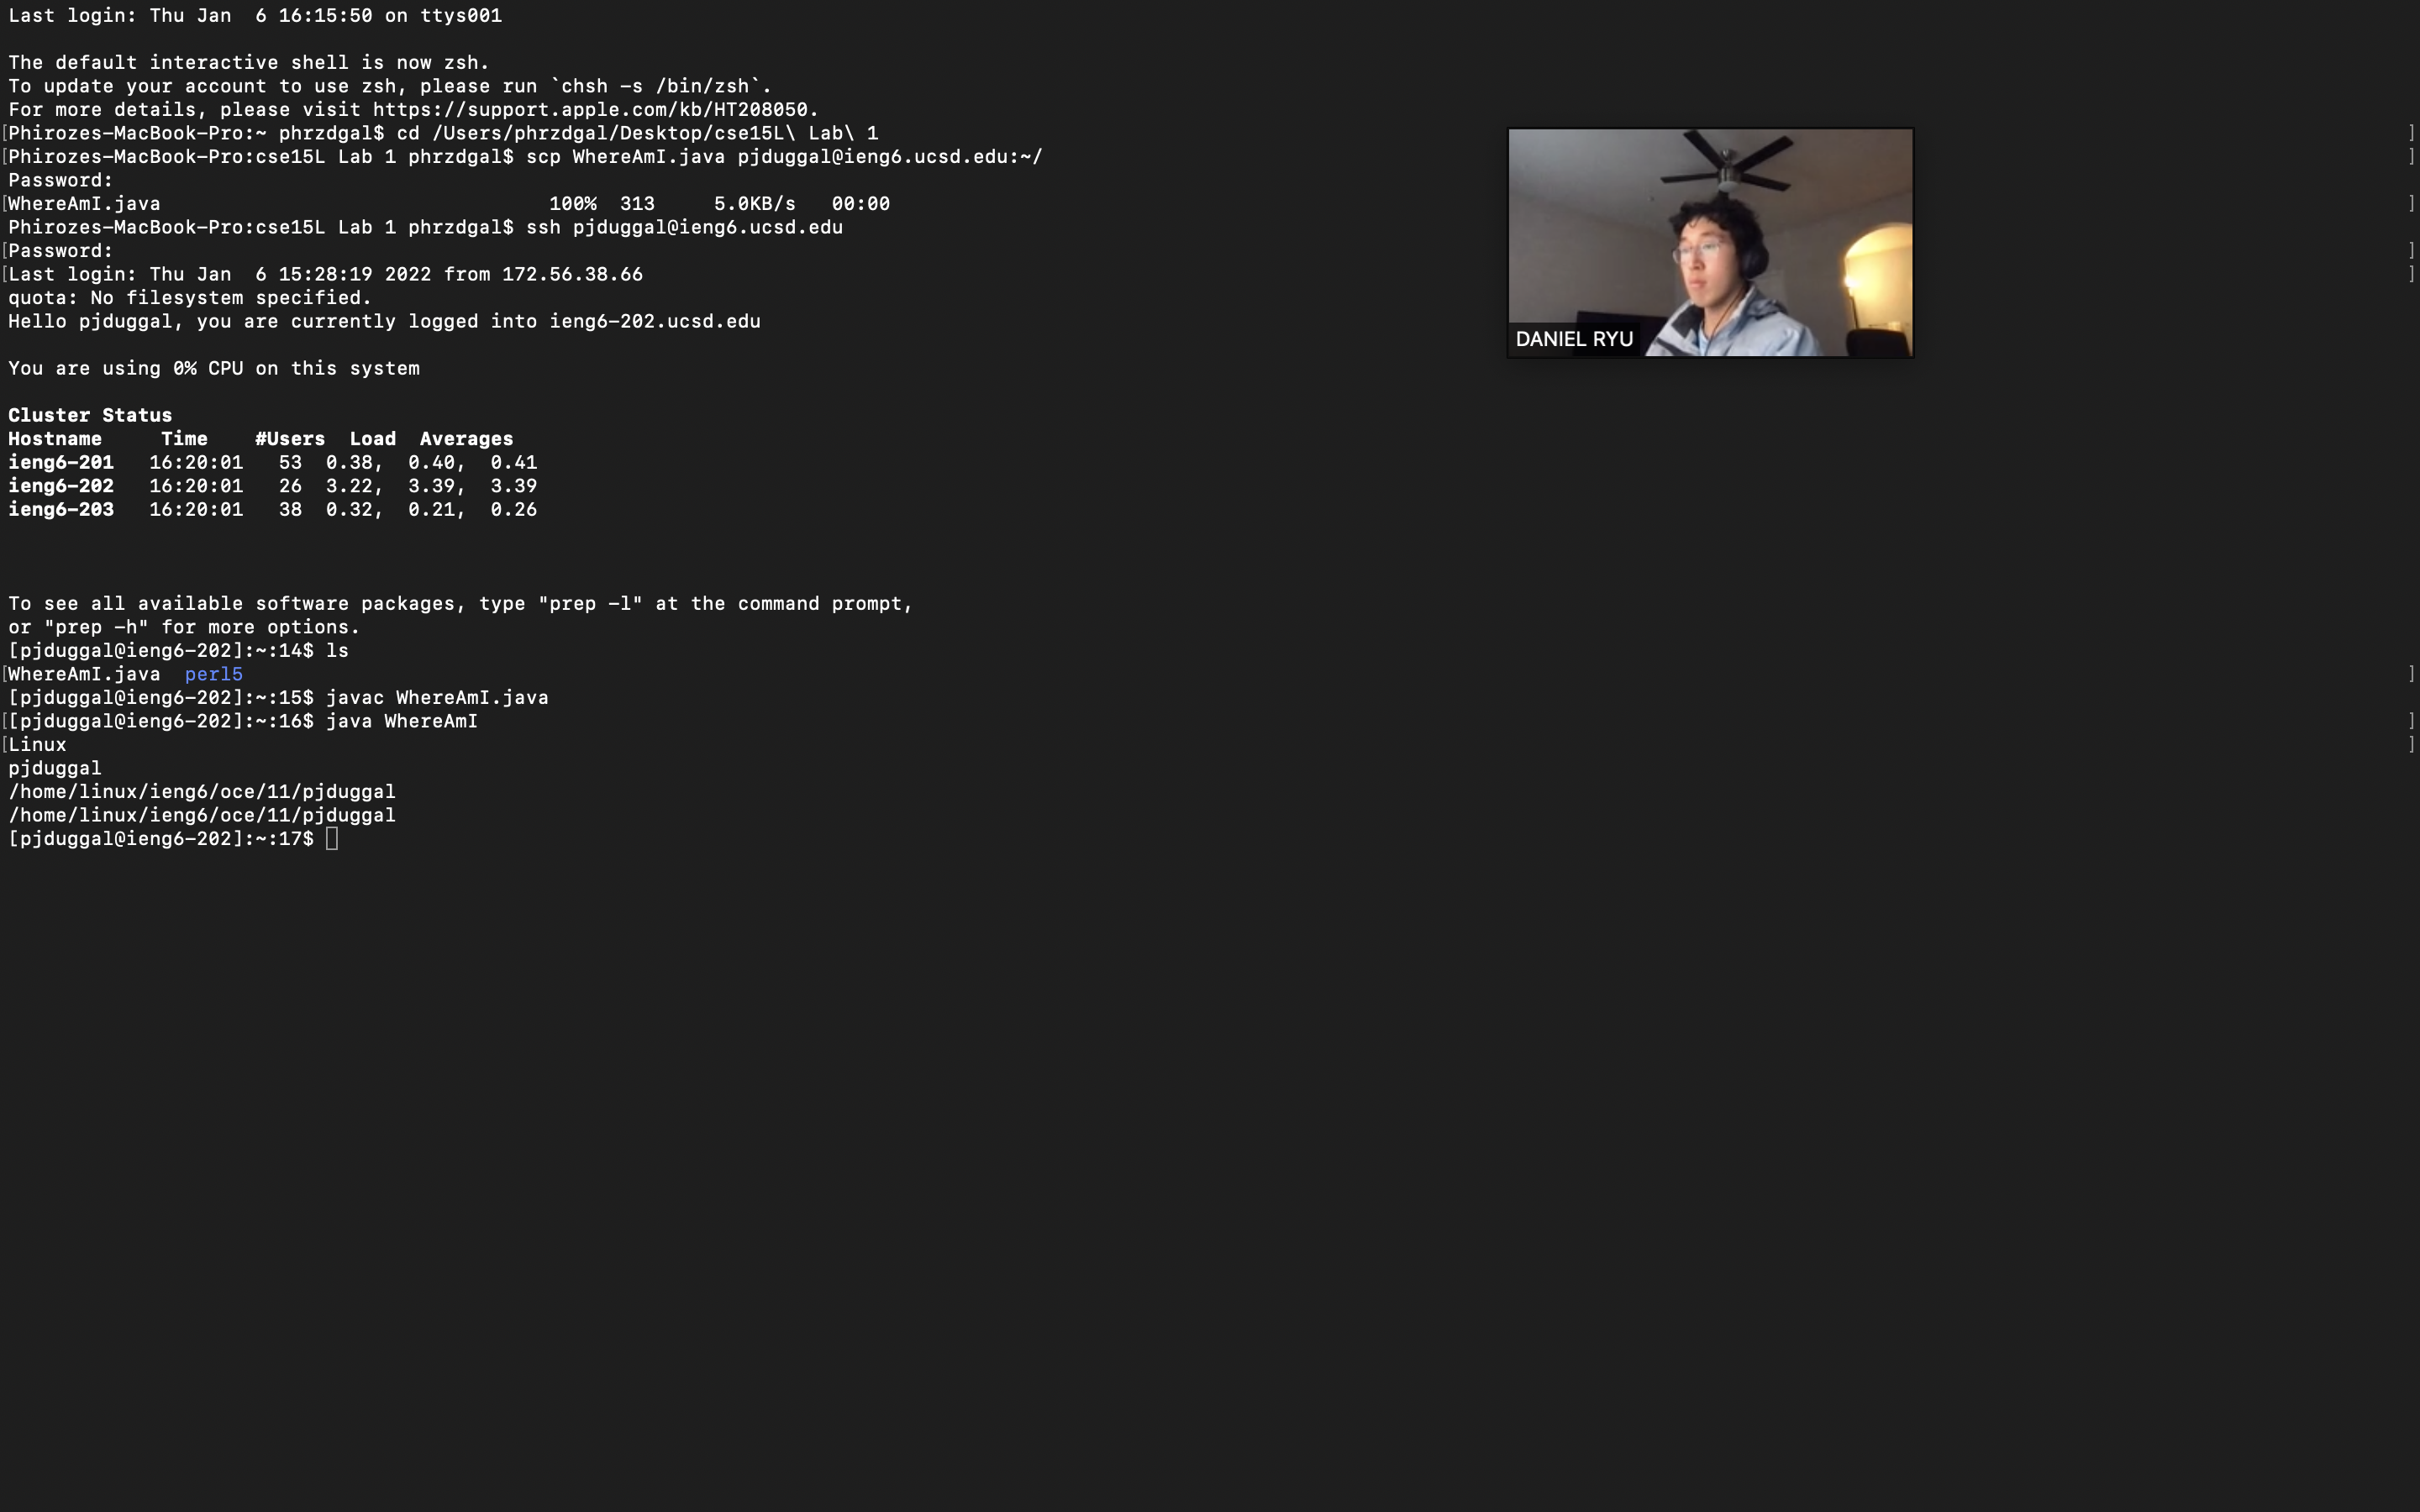 Last login: Thu Jan  6 16:15:50 on ttys001
The default interactive shell is now zsh.
To update your account to use zsh, please run `chsh -s /bin/zsh`.
For more details, please visit https://support.apple.com/kb/HT208050.
[Phirozes-MacBook-Pro:~ phrzdgal$ cd /Users/phrzdgal/Desktop/cse15L\ Lab\ 1 ]
[Phirozes-MacBook-Pro:cse15L Lab 1 phrzdgal$ scp WhereAmI.java pjduggal@ieng6.ucsd.edu:~/ ]
Password:
[WhereAmI.java                                 100%  313     5.0KB/s   00:00 ]
Phirozes-MacBook-Pro:cse15L Lab 1 phrzdgal$ ssh pjduggal@ieng6.ucsd.edu
[Password: ]
[Last login: Thu Jan  6 15:28:19 2022 from 172.56.38.66 ]
quota: No filesystem specified.
Hello pjduggal, you are currently logged into ieng6-202.ucsd.edu
You are using 0% CPU on this system
Cluster Status
Hostname     Time    #Users  Load  Averages
ieng6-201   16:20:01   53  0.38,  0.40,  0.41
ieng6-202   16:20:01   26  3.22,  3.39,  3.39
ieng6-203   16:20:01   38  0.32,  0.21,  0.26
To see all available software packages, type "prep -l" at the command prompt,
or "prep -h" for more options.
[pjduggal@ieng6-202]:~:14$ ls
[WhereAmI.java  perl5 ]
[pjduggal@ieng6-202]:~:15$ javac WhereAmI.java
[[pjduggal@ieng6-202]:~:16$ java WhereAmI ]
[Linux ]
pjduggal
/home/linux/ieng6/oce/11/pjduggal
/home/linux/ieng6/oce/11/pjduggal
[pjduggal@ieng6-202]:~:17$
DANIEL RYU